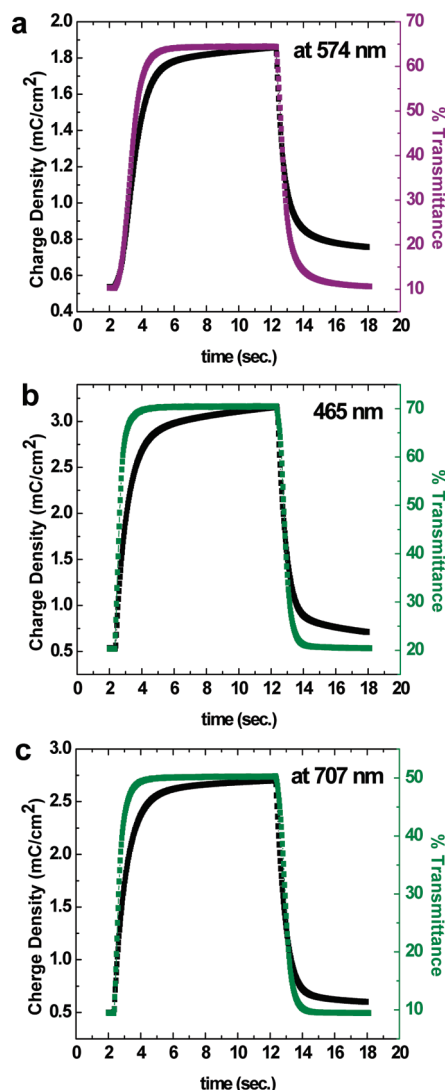 a
at 574 nm
Charge Density (mC/cm2)
2.0
1.8
1.6
1.4
1.2
1.0
0.8
0.6
0.4
% Transmittance
70
60
50
40
30
20
10
0 2 4 6 8 10 12 14 16 18 20
time (sec.)
b
465 nm
Charge Density (mC/cm2)
3.0
2.5
2.0
1.5
1.0
0.5
% Transmittance
70
60
50
40
30
20
0 2 4 6 8 10 12 14 16 18 20
time (sec.)
c
at 707 nm
Cherge Density (mC/cm2)
3.0
2.5
2.0
1.5
1.0
0.5
% Transmittance
50
40
30
20
10
0 2 4 6 8 10 12 14 16 18 20
time (sec.)